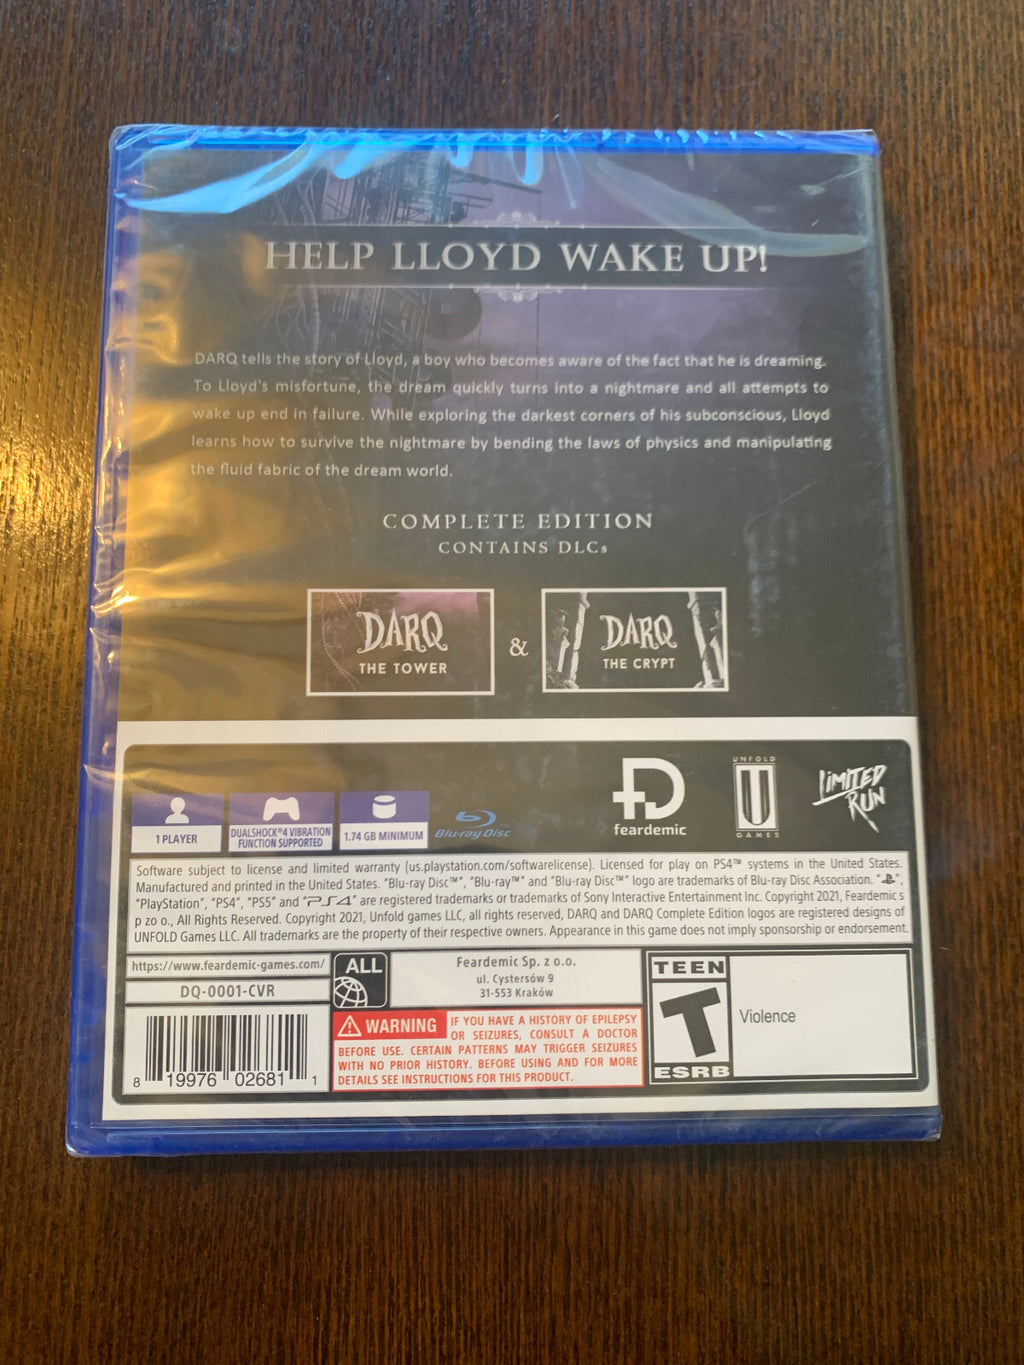 HELP LLOYD WAKE UP!
DARQ tells the story of Lloyd, a boy who becomes aware of the fact that he is dreaming.
To Lloyd's misfortune, the dream quickly turns into a nightmare and all attempts to
wake up end in failure. While exploring the darkest corners of his subconscious, Lloyd
learns how to survive the nightmare by bending the laws of physics and manipulating
the fluid fabric of the dream world.
COMPLETE EDITION
CONTAINS DLCs
DARQ
THE TOWER
&
DARQ
THE CRYPT
1 PLAYER
DUALSHOCK®4 VIBRATION
FUNCTION SUPPORTED
1.74 GB MINIMUM
Blu-ray Disc
feardemic
UNFOLD
U
GAMES
LIMITED
RUN
Software subject to license and limited warranty (us.playstation.com/softwarelicense). Licensed for play on PS4™ systems in the United States.
Manufactured and printed in the United States. "Blu-ray Disc™", "Blu-ray™" and "Blu-ray Disc™" logo are trademarks of Blu-ray Disc Association. "PS",
"PlayStation", "PS4", "PS5" and "PS4" are registered trademarks or trademarks of Sony Interactive Entertainment Inc. Copyright 2021, Feardemic s
p zo o., All Rights Reserved. Copyright 2021, Unfold games LLC, all rights reserved, DARQ and DARQ Complete Edition logos are registered designs of
UNFOLD Games LLC. All trademarks are the property of their respective owners. Appearance in this game does not imply sponsorship or endorsement.
https://www.feardemic-games.com/
DQ-0001-CVR
8 19976 02681 1
ALL
Feardemic Sp. z o.o.
ul. Cystersów 9
31-553 Kraków
WARNING IF YOU HAVE A HISTORY OF EPILEPSY
OR SEIZURES, CONSULT A DOCTOR
BEFORE USE. CERTAIN PATTERNS MAY TRIGGER SEIZURES
WITH NO PRIOR HISTORY. BEFORE USING AND FOR MORE
DETAILS SEE INSTRUCTIONS FOR THIS PRODUCT.
TEEN
T
ESRB
Violence